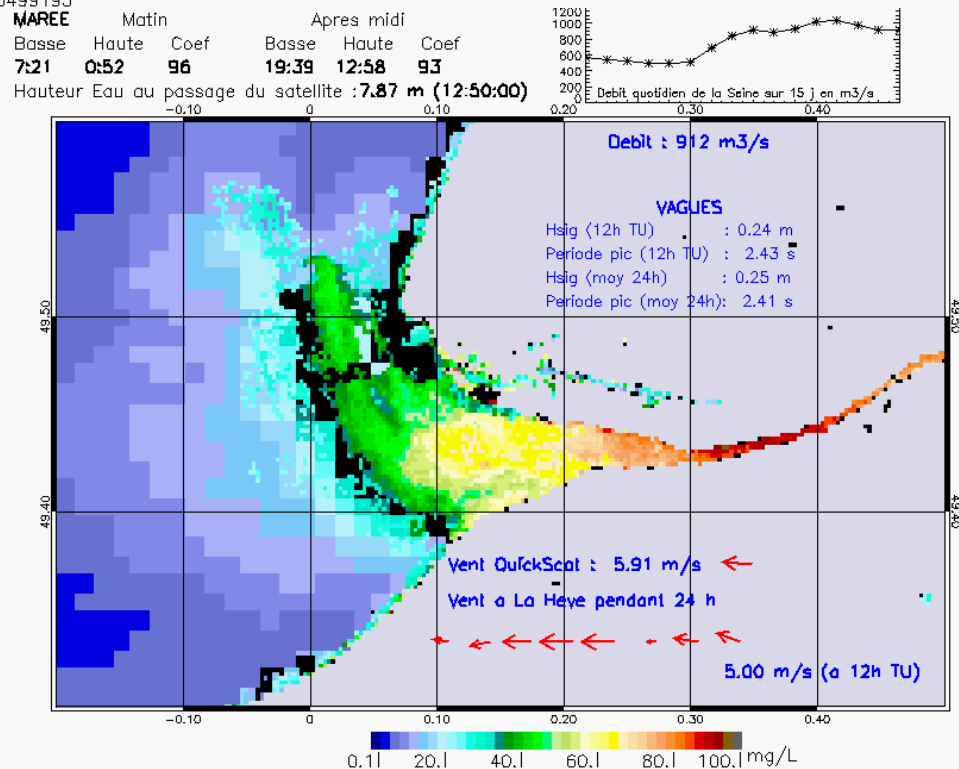 MAREE Matin Apres midi
Basse Haute Coef Basse Haute Coef
7:21 0:52 96 19:39 12:58 93
Hauteur Eau au passage du satellite : 7.87 m (12:50:00)
1200
1000
800
600
400
200
0
Debit quotidien de la Seine sur 15 j en m3/s
-0.10 0 0.10 0.20 0.30 0.40
Debit : 912 m3/s
VAGUES
Hsig (12h TU) : 0.24 m
Periode pic (12h TU) : 2.43 s
Hsig (moy 24h) : 0.25 m
Periode pic (moy 24h): 2.41 s
49.50 49.50
49.40 49.40
Vent QuickScat : 5.91 m/s
Vent a La Heve pendant 24 h
5.00 m/s (a 12h TU)
-0.10 0 0.10 0.20 0.30 0.40
0.1| 20.| 40.| 60.| 80.| 100.| mg/L